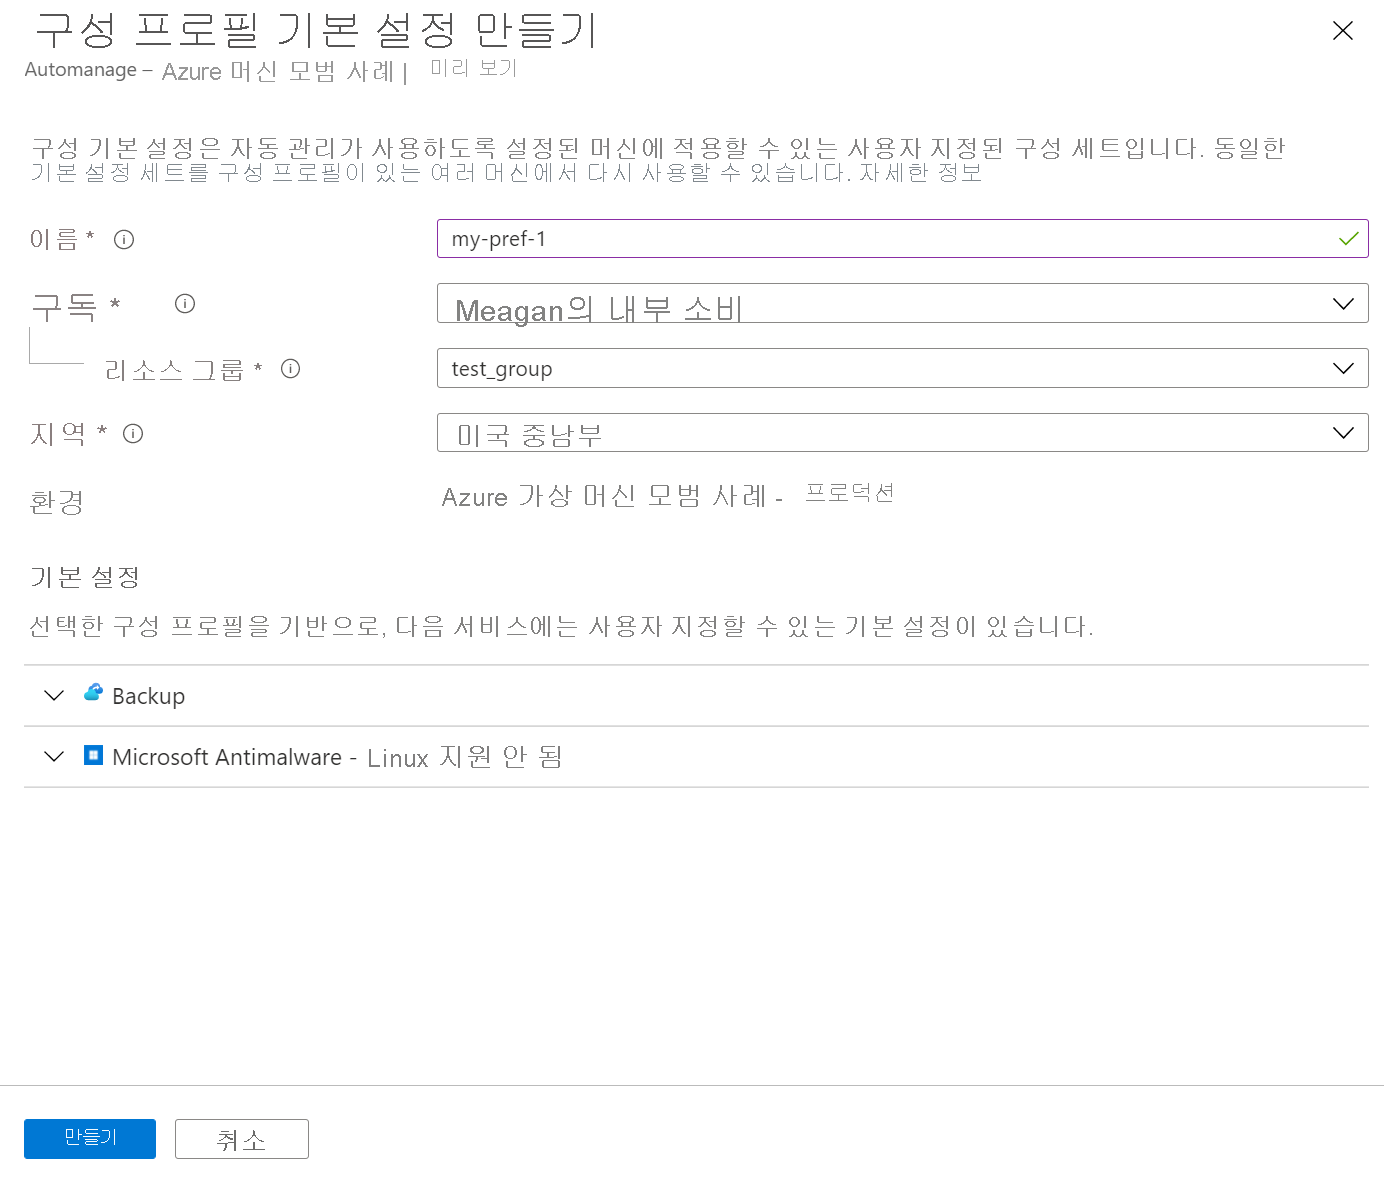 구성 프로필 기본 설정 만들기
Automanage – Azure 머신 모범 사례 | 미리 보기
구성 기본 설정은 자동 관리가 사용하도록 설정된 머신에 적용할 수 있는 사용자 지정된 구성 세트입니다. 동일한
기본 설정 세트를 구성 프로필이 있는 여러 머신에서 다시 사용할 수 있습니다. 자세한 정보
이름 * my-pref-1
구독 * Meagan의 내부 소비
리소스 그룹 * test_group
지역 * 미국 중남부
환경 Azure 가상 머신 모범 사례 - 프로덕션
기본 설정
선택한 구성 프로필을 기반으로, 다음 서비스에는 사용자 지정할 수 있는 기본 설정이 있습니다.
Backup
Microsoft Antimalware - Linux 지원 안 됨
만들기 취소